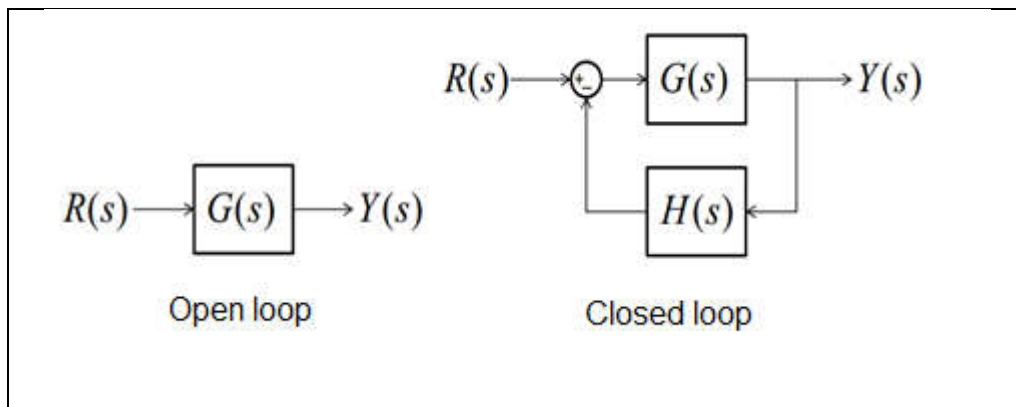 R(s) G(s) Y(s)
Open loop
R(s) + − G(s) Y(s)
H(s)
Closed loop